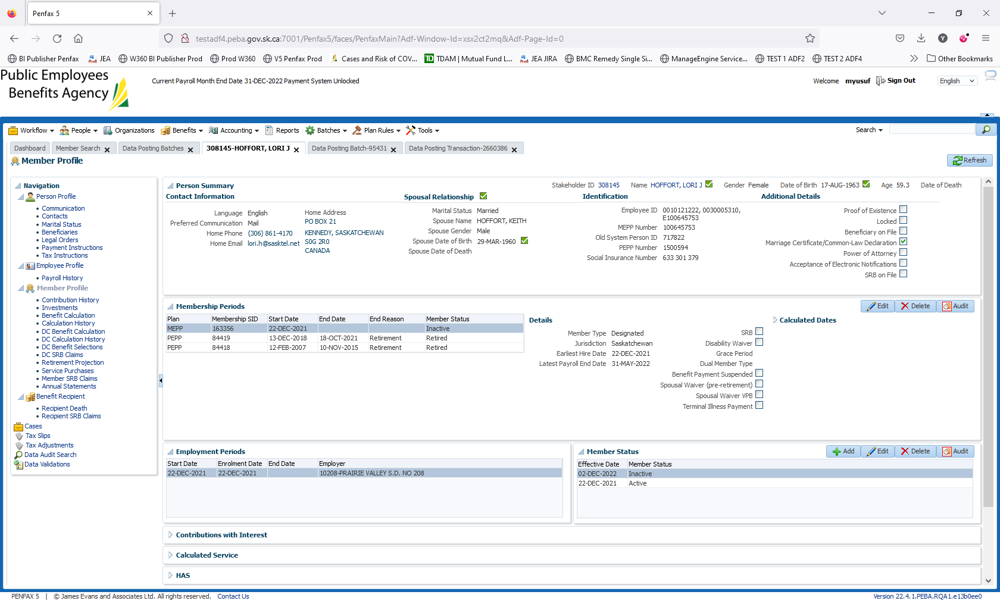 Penfax 5
testadf4.peba.gov.sk.ca:7001/Penfax5/faces/PenfaxMain?Adf-Window-Id=xsx2ct2mq&Adf-Page-Id=0
BI Publisher Penfax JEA W360 BI Publisher Prod Prod W360 V5 Penfax Prod Cases and Risk of COV... TDAM | Mutual Fund L... JEA JIRA BMC Remedy Single Si... ManageEngine Service... TEST 1 ADF2 TEST 2 ADF4 Other Bookmarks
Public Employees
Benefits Agency
Current Payroll Month End Date 31-DEC-2022 Payment System Unlocked
Welcome myusuf Sign Out English
Workflow People Organizations Benefits Accounting Reports Batches Plan Rules Tools Search
Dashboard Member Search Data Posting Batches 308145-HOFFORT, LORI J Data Posting Batch-95431 Data Posting Transaction-2660386
Member Profile
Refresh
Navigation
Person Profile
Communication
Contacts
Marital Status
Beneficiaries
Legal Orders
Payment Instructions
Tax Instructions
Employee Profile
Payroll History
Member Profile
Contribution History
Investments
Benefit Calculation
Calculation History
DC Benefit Calculation
DC Calculation History
DC Benefit Selections
DC SRB Claims
Retirement Projection
Service Purchases
Member SRB Claims
Annual Statements
Benefit Recipient
Recipient Death
Recipient SRB Claims
Cases
Tax Slips
Tax Adjustments
Data Audit Search
Data Validations
Person Summary
Stakeholder ID 308145 Name HOFFORT, LORI J Gender Female Date of Birth 17-AUG-1963 Age 59.3 Date of Death
Contact Information
Language English
Preferred Communication Mail
Home Phone (306) 861-4170
Home Email lori.h@sasktel.net
Home Address
PO BOX 21
KENNEDY, SASKATCHEWAN
S0G 2R0
CANADA
Spousal Relationship
Marital Status Married
Spouse Name HOFFORT, KEITH
Spouse Gender Male
Spouse Date of Birth 29-MAR-1960
Spouse Date of Death
Identification
Employee ID 0010121222, 0030005310,
E100645753
MEPP Number 100645753
Old System Person ID 717822
PEPP Number 1500594
Social Insurance Number 633 301 379
Additional Details
Proof of Existence
Locked
Beneficiary on File
Marriage Certificate/Common-Law Declaration
Power of Attorney
Acceptance of Electronic Notifications
SRB on File
Membership Periods
Edit Delete Audit
Plan Membership SID Start Date End Date End Reason Member Status
MEPP 163356 22-DEC-2021 Inactive
PEPP 84419 13-DEC-2018 18-OCT-2021 Retirement Retired
PEPP 84418 12-FEB-2007 10-NOV-2015 Retirement Retired
Details
Member Type Designated
Jurisdiction Saskatchewan
Earliest Hire Date 22-DEC-2021
Latest Payroll End Date 31-MAY-2022
SRB
Disability Waiver
Grace Period
Dual Member Type
Benefit Payment Suspended
Spousal Waiver (pre-retirement)
Spousal Waiver VPB
Terminal Illness Payment
Calculated Dates
Employment Periods
Start Date Enrolment Date End Date Employer
22-DEC-2021 22-DEC-2021 10208-PRAIRIE VALLEY S.D. NO 208
Member Status
Add Edit Delete Audit
Effective Date Member Status
02-DEC-2022 Inactive
22-DEC-2021 Active
Contributions with Interest
Calculated Service
HAS
PENFAX 5 | © James Evans and Associates Ltd. All rights reserved. Contact Us
Version 22.4.1.PEBA.RQA1.e13b0ee0